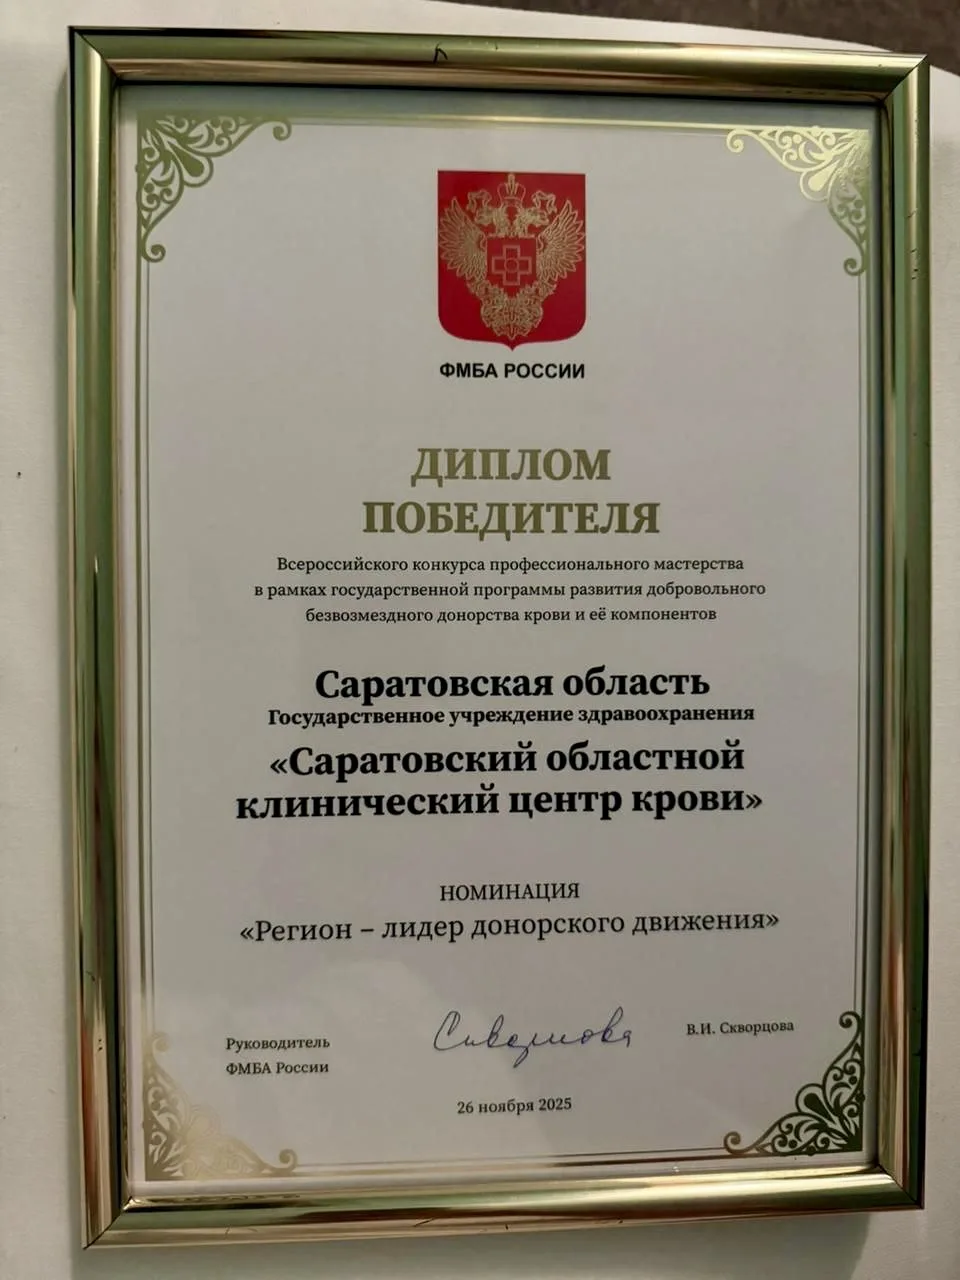 ФМБА РОССИИ
ДИПЛОМ
ПОБЕДИТЕЛЯ
Всероссийского конкурса профессионального мастерства
в рамках государственной программы развития добровольного
безвозмездного донорства крови и её компонентов
Саратовская область
Государственное учреждение здравоохранения
«Саратовский областной
клинический центр крови»
НОМИНАЦИЯ
«Регион – лидер донорского движения»
Руководитель
ФМБА России
Скворцова
В.И. Скворцова
26 ноября 2025